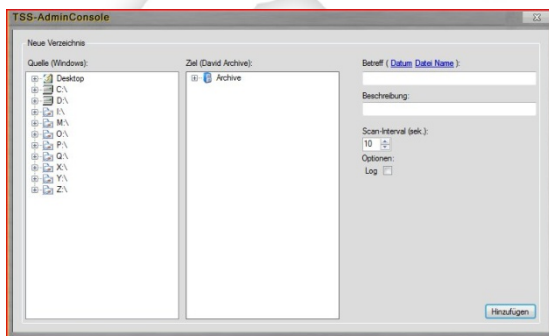 TSS-AdminConsole
Neue Verzeichnis
Quelle (Windows):
Desktop
C:\
D:\
I:\
M:\
O:\
P:\
Q:\
X:\
Y:\
Z:\
Ziel (David Archive):
Archive
Betreff ( Datum Datei Name ):
Beschreibung:
Scan-Interval (sek.):
10
Optionen:
Log
Hinzufügen